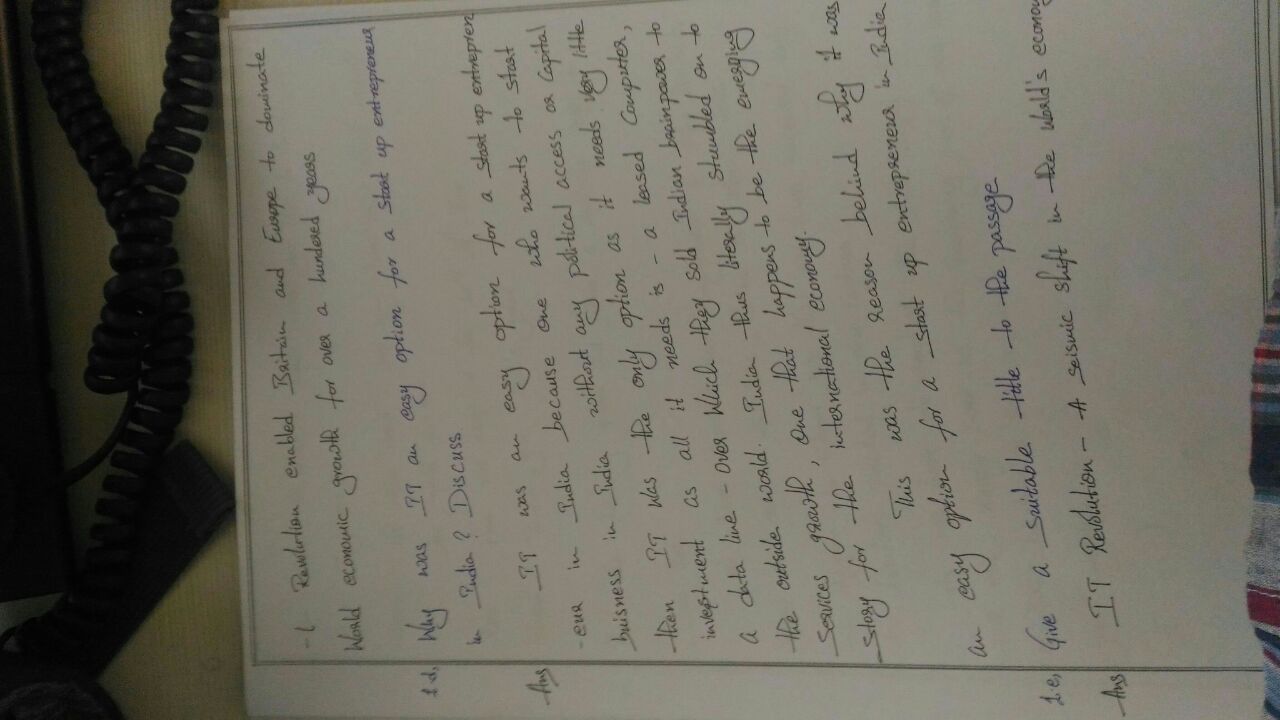 -l Revolution enabled Britain and Europe to dominate
World economic growth for over a hundered years
1.d, Why was IT an easy option for a start up entrepreneur
in India? Discuss
Ans IT was an easy option for a start up entrepren
-eur in India because one who wants to start
buisness in India without any political access or Capital
then IT was the only option as it needs very little
investment as all it needs is - a leased Computer,
a data line - over Which they sold Indian brainpower to
the outside world. India thus literally stumbled on to
Services growth, one that happens to be the emerging
Story for the international economy.
This was the reason behind why it was
an easy option for a start up entrepreneur in India
1.e, Give a Suitable title to the passage
Ans IT Revolution - A seismic shift in the world's econom